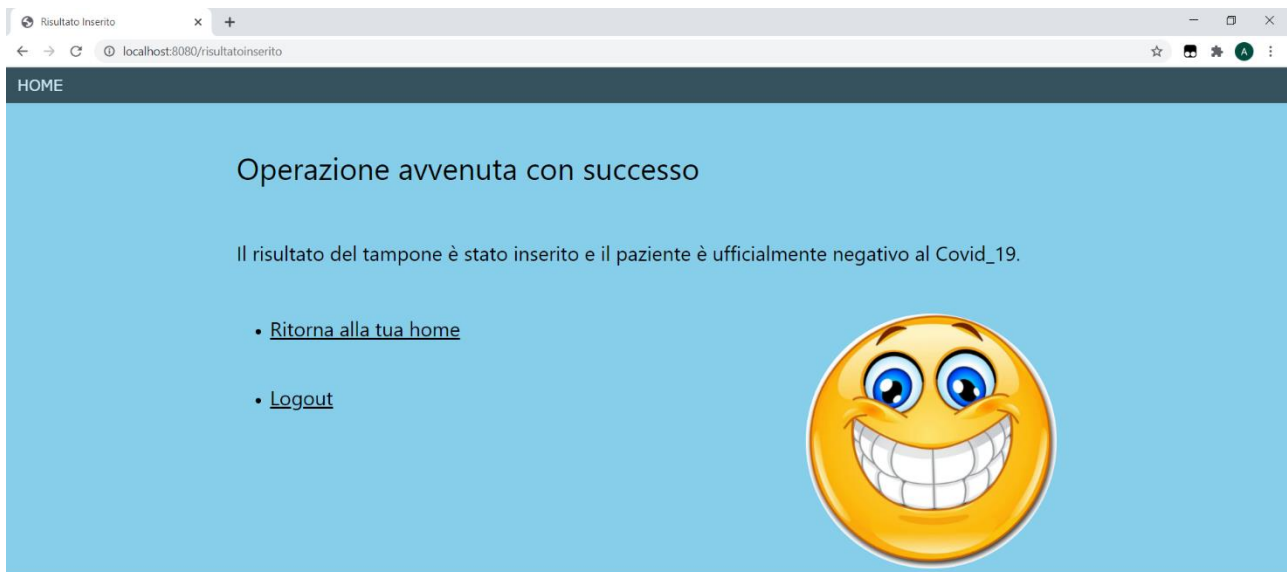 Risultato Inserito
localhost:8080/risultatoinserito
A
HOME
Operazione avvenuta con successo
Il risultato del tampone è stato inserito e il paziente è ufficialmente negativo al Covid_19.
Ritorna alla tua home
Logout